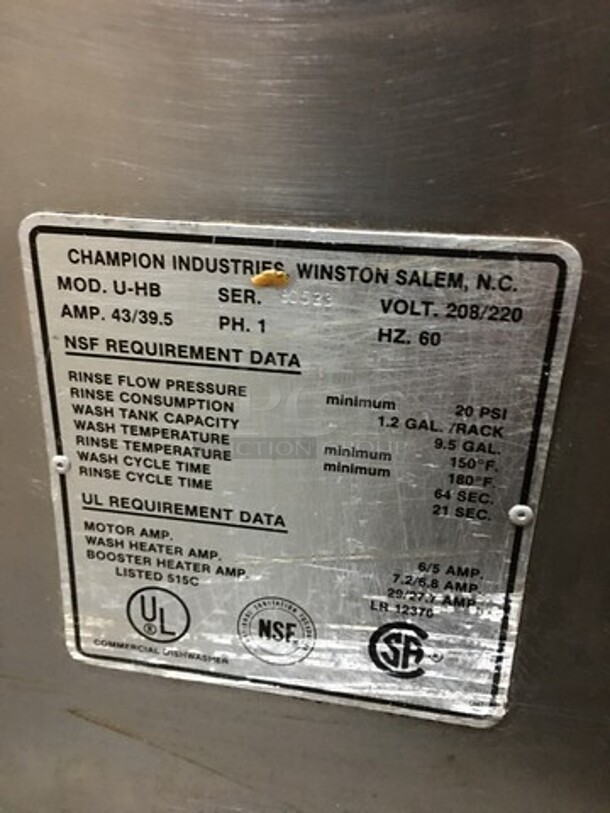 CHAMPION INDUSTRIES, WINSTON SALEM, N.C.
MOD. U-HB SER. VOLT. 208/220
AMP. 43/39.5 PH. 1 HZ. 60
NSF REQUIREMENT DATA
RINSE FLOW PRESSURE minimum 20 PSI
RINSE CONSUMPTION 1.2 GAL./RACK
WASH TANK CAPACITY 9.5 GAL.
WASH TEMPERATURE minimum 150°F.
RINSE TEMPERATURE minimum 180°F.
WASH CYCLE TIME 64 SEC.
RINSE CYCLE TIME 21 SEC.
UL REQUIREMENT DATA
MOTOR AMP. 6/5 AMP.
WASH HEATER AMP. 7.2/6.8 AMP.
BOOSTER HEATER AMP. 29/27.7 AMP.
LISTED 515C LR 12376
UL ®
NSF
SA
COMMERCIAL DISHWASHER